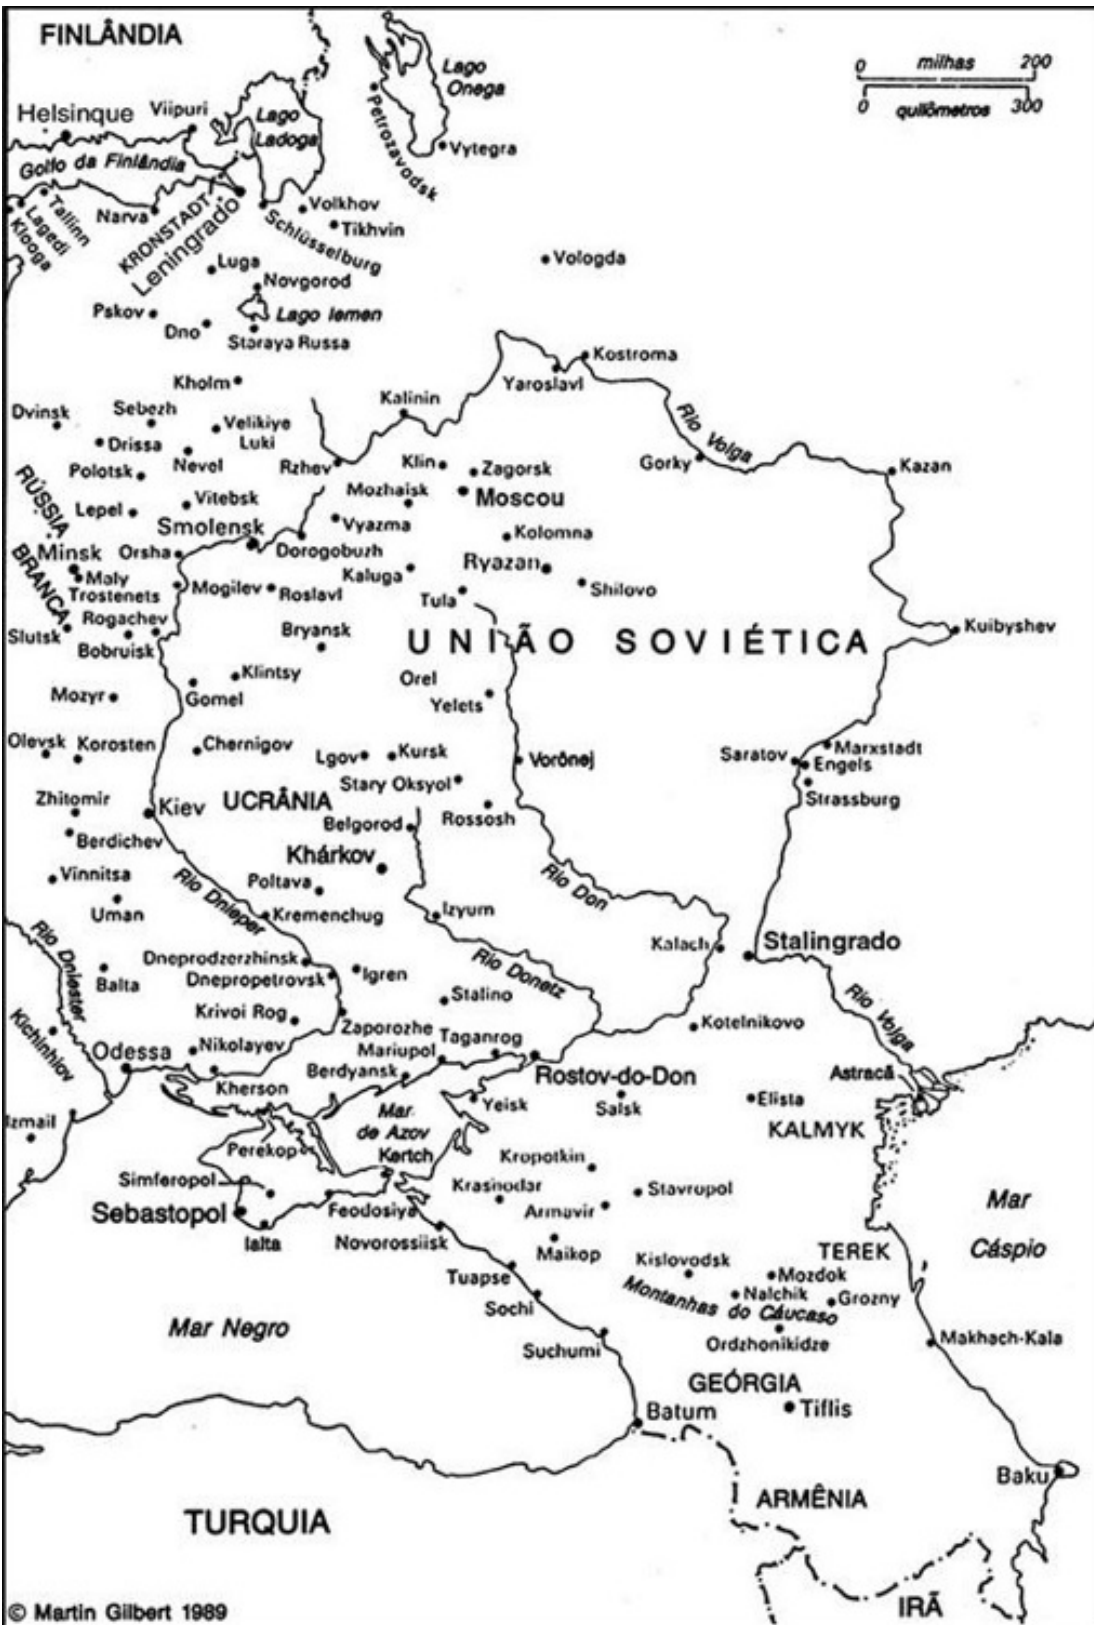 FINLÂNDIA
Lago
Onega
0 milhas 200
0 quilômetros 300
Helsinque
Viipuri
Lago
Ladoga
Petrozavodsk
Vytegra
Golfo da Finlândia
Tallinn
Lagedi
Klooga
Narva
KRONSTADT
Leningrado
Schlüsselburg
Volkhov
Tikhvin
Luga
Novgorod
Vologda
Pskov
Dno
Lago Iemen
Staraya Russa
Kostroma
Yaroslavl
Kholm
Kalinin
Dvinsk
Sebezh
Velikiye
Luki
Rio Volga
Drissa
Nevel
Rzhev
Klin
Zagorsk
Gorky
Kazan
Polotsk
Mozhaisk
Moscou
RÚSSIA
BRANCA
Lepel
Vitebsk
Smolensk
Vyazma
Kolomna
Minsk
Orsha
Dorogobuzh
Ryazan
Maly
Trostenets
Mogilev
Roslavl
Kaluga
Shilovo
Tula
Rogachev
Slutsk
Bobruisk
Bryansk
UNIÃO SOVIÉTICA
Kuibyshev
Klintsy
Orel
Mozyr
Gomel
Yelets
Olevsk
Korosten
Chernigov
Lgov
Kursk
Vorônej
Saratov
Marxstadt
Engels
Stary Oksyol
Strassburg
Zhitomir
Kiev
UCRÂNIA
Belgorod
Rossosh
Berdichev
Khárkov
Vinnitsa
Rio Dnieper
Poltava
Rio Don
Uman
Kremenchug
Izyum
Rio Dniester
Kalach
Stalingrado
Dneprodzerzhinsk
Rio Donetz
Balta
Dnepropetrovsk
Igren
Stalino
Rio Volga
Kichinhiov
Krivoi Rog
Zaporozhe
Taganrog
Kotelnikovo
Odessa
Nikolayev
Mariupol
Kherson
Berdyansk
Rostov-do-Don
Astracã
Izmail
Mar
de Azov
Yeisk
Salsk
Elista
KALMYK
Perekop
Kertch
Kropotkin
Simferopol
Krasnodar
Stavropol
Sebastopol
Feodosiya
Armavir
Mar
Cáspio
Ialta
Novorossiisk
Maikop
Kislovodsk
TEREK
Tuapse
Mozdok
Montanhas do Cáucaso
Nalchik
Grozny
Sochi
Mar Negro
Suchumi
Ordzhonikidze
Makhach-Kala
GEÓRGIA
Batum
Tiflis
Baku
TURQUIA
ARMÊNIA
© Martin Gilbert 1989
IRÃ